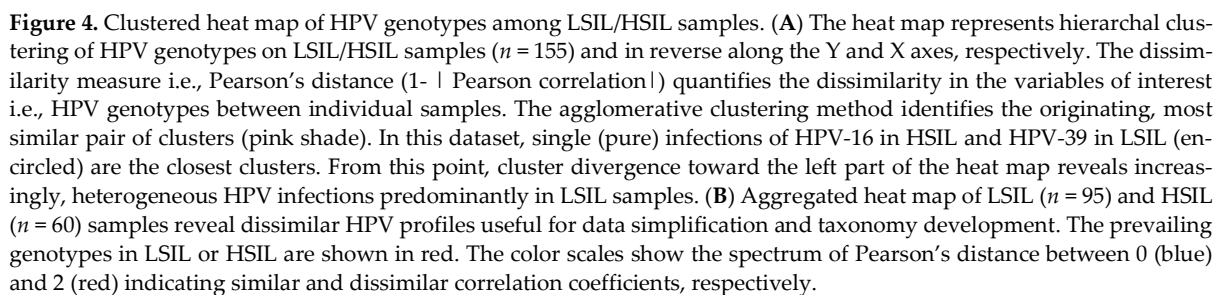 Figure 4. Clustered heat map of HPV genotypes among LSIL/HSIL samples. (A) The heat map represents hierarchal clus-
tering of HPV genotypes on LSIL/HSIL samples (n = 155) and in reverse along the Y and X axes, respectively. The dissim-
ilarity measure i.e., Pearson's distance (1- | Pearson correlation|) quantifies the dissimilarity in the variables of interest
i.e., HPV genotypes between individual samples. The agglomerative clustering method identifies the originating, most
similar pair of clusters (pink shade). In this dataset, single (pure) infections of HPV-16 in HSIL and HPV-39 in LSIL (en-
circled) are the closest clusters. From this point, cluster divergence toward the left part of the heat map reveals increas-
ingly, heterogeneous HPV infections predominantly in LSIL samples. (B) Aggregated heat map of LSIL (n = 95) and HSIL
(n = 60) samples reveal dissimilar HPV profiles useful for data simplification and taxonomy development. The prevailing
genotypes in LSIL or HSIL are shown in red. The color scales show the spectrum of Pearson's distance between 0 (blue)
and 2 (red) indicating similar and dissimilar correlation coefficients, respectively.